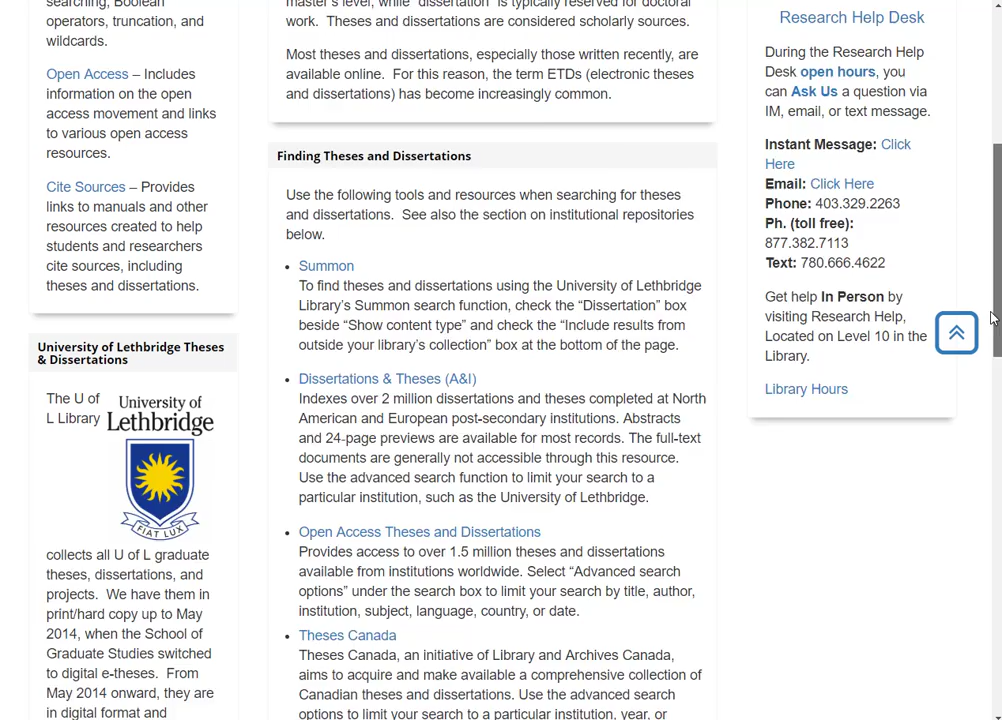 searching, Boolean
operators, truncation, and
wildcards.
Open Access – Includes
information on the open
access movement and links
to various open access
resources.
Cite Sources – Provides
links to manuals and other
resources created to help
students and researchers
cite sources, including
theses and dissertations.
University of Lethbridge Theses
& Dissertations
The U of
L Library
University of
Lethbridge
FIAT LUX
collects all U of L graduate
theses, dissertations, and
projects. We have them in
print/hard copy up to May
2014, when the School of
Graduate Studies switched
to digital e-theses. From
May 2014 onward, they are
in digital format and
master's level, while "dissertation" is typically reserved for doctoral
work. Theses and dissertations are considered scholarly sources.
Most theses and dissertations, especially those written recently, are
available online. For this reason, the term ETDs (electronic theses
and dissertations) has become increasingly common.
Finding Theses and Dissertations
Use the following tools and resources when searching for theses
and dissertations. See also the section on institutional repositories
below.
• Summon
To find theses and dissertations using the University of Lethbridge
Library's Summon search function, check the “Dissertation” box
beside “Show content type” and check the “Include results from
outside your library's collection” box at the bottom of the page.
• Dissertations & Theses (A&I)
Indexes over 2 million dissertations and theses completed at North
American and European post-secondary institutions. Abstracts
and 24-page previews are available for most records. The full-text
documents are generally not accessible through this resource.
Use the advanced search function to limit your search to a
particular institution, such as the University of Lethbridge.
• Open Access Theses and Dissertations
Provides access to over 1.5 million theses and dissertations
available from institutions worldwide. Select “Advanced search
options” under the search box to limit your search by title, author,
institution, subject, language, country, or date.
• Theses Canada
Theses Canada, an initiative of Library and Archives Canada,
aims to acquire and make available a comprehensive collection of
Canadian theses and dissertations. Use the advanced search
options to limit your search to a particular institution, year, or
Research Help Desk
During the Research Help
Desk open hours, you
can Ask Us a question via
IM, email, or text message.
Instant Message: Click
Here
Email: Click Here
Phone: 403.329.2263
Ph. (toll free):
877.382.7113
Text: 780.666.4622
Get help In Person by
visiting Research Help,
Located on Level 10 in the
Library.
Library Hours